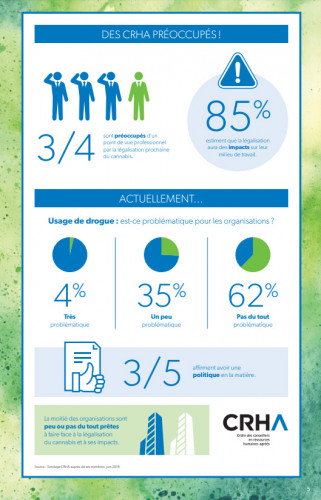 DES CRHA PRÉOCCUPÉS !
3/4
sont préoccupés d'un
point de vue professionnel
par la légalisation prochaine
du cannabis.
85%
estiment que la légalisation
aura des impacts sur leur
milieu de travail.
ACTUELLEMENT...
Usage de drogue : est-ce problématique pour les organisations ?
4%
Très
problématique
35%
Un peu
problématique
62%
Pas du tout
problématique
3/5
affirment avoir une
politique en la matière.
La moitié des organisations sont
peu ou pas du tout prêtes
à faire face à la légalisation
du cannabis et à ses impacts.
CRHA
Ordre des conseillers
en ressources
humaines agréés
Source : Sondage CRHA auprès de ses membres, juin